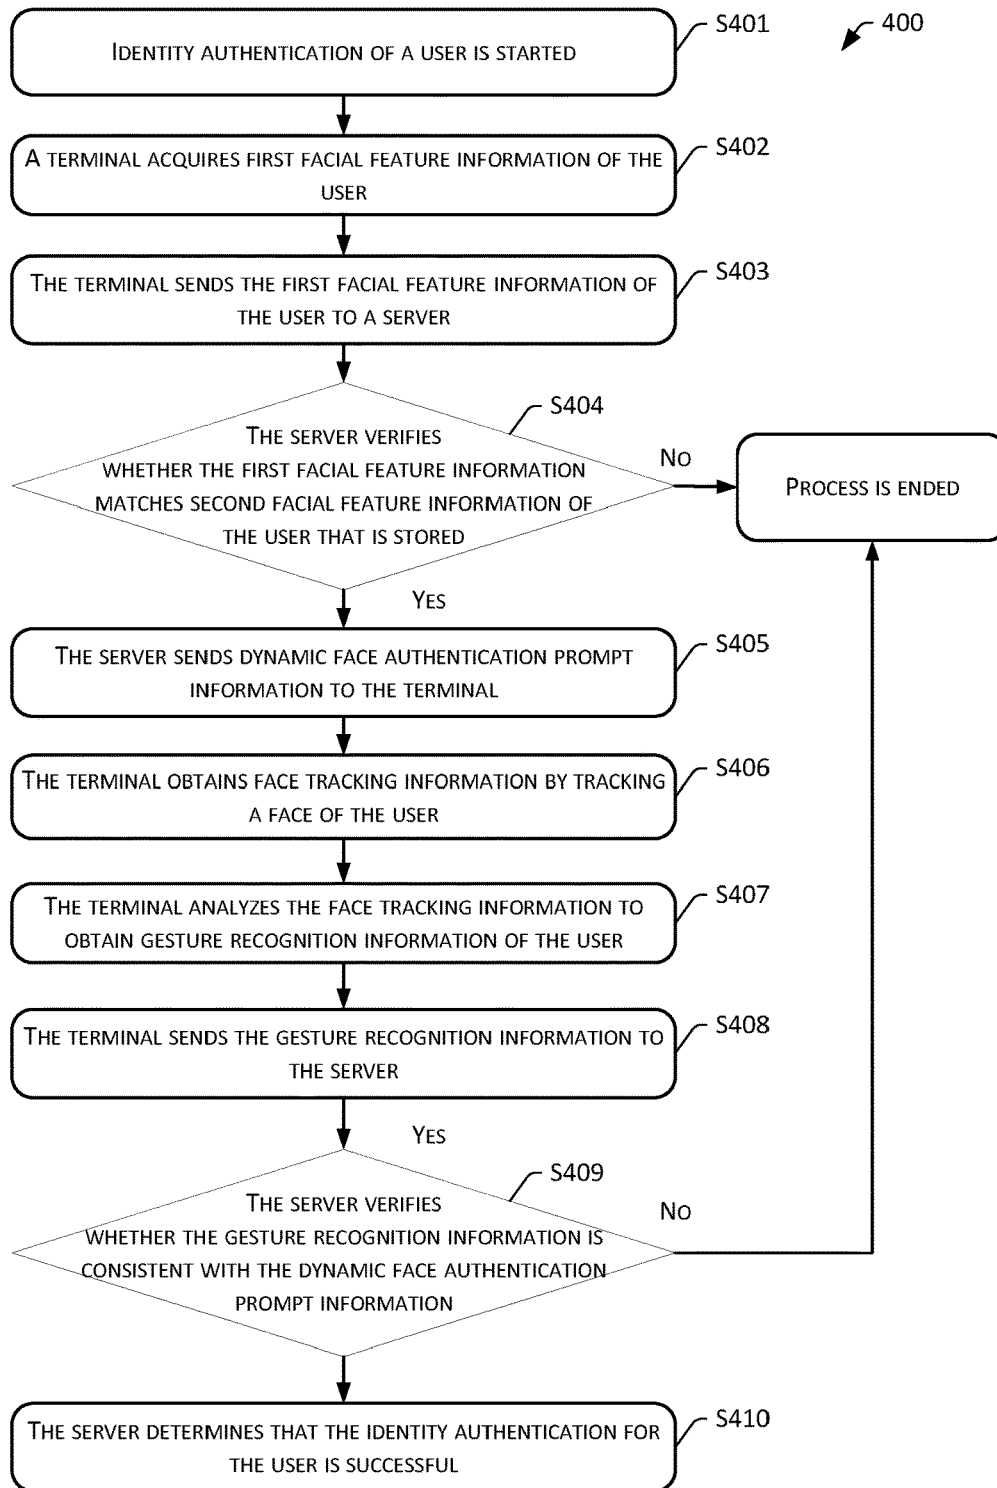 S401
400
IDENTITY AUTHENTICATION OF A USER IS STARTED
S402
A TERMINAL ACQUIRES FIRST FACIAL FEATURE INFORMATION OF THE
USER
S403
THE TERMINAL SENDS THE FIRST FACIAL FEATURE INFORMATION OF
THE USER TO A SERVER
S404
THE SERVER VERIFIES
WHETHER THE FIRST FACIAL FEATURE INFORMATION
MATCHES SECOND FACIAL FEATURE INFORMATION OF
THE USER THAT IS STORED
NO
PROCESS IS ENDED
YES
S405
THE SERVER SENDS DYNAMIC FACE AUTHENTICATION PROMPT
INFORMATION TO THE TERMINAL
S406
THE TERMINAL OBTAINS FACE TRACKING INFORMATION BY TRACKING
A FACE OF THE USER
S407
THE TERMINAL ANALYZES THE FACE TRACKING INFORMATION TO
OBTAIN GESTURE RECOGNITION INFORMATION OF THE USER
S408
THE TERMINAL SENDS THE GESTURE RECOGNITION INFORMATION TO
THE SERVER
YES
S409
THE SERVER VERIFIES
WHETHER THE GESTURE RECOGNITION INFORMATION IS
CONSISTENT WITH THE DYNAMIC FACE AUTHENTICATION
PROMPT INFORMATION
NO
S410
THE SERVER DETERMINES THAT THE IDENTITY AUTHENTICATION FOR
THE USER IS SUCCESSFUL